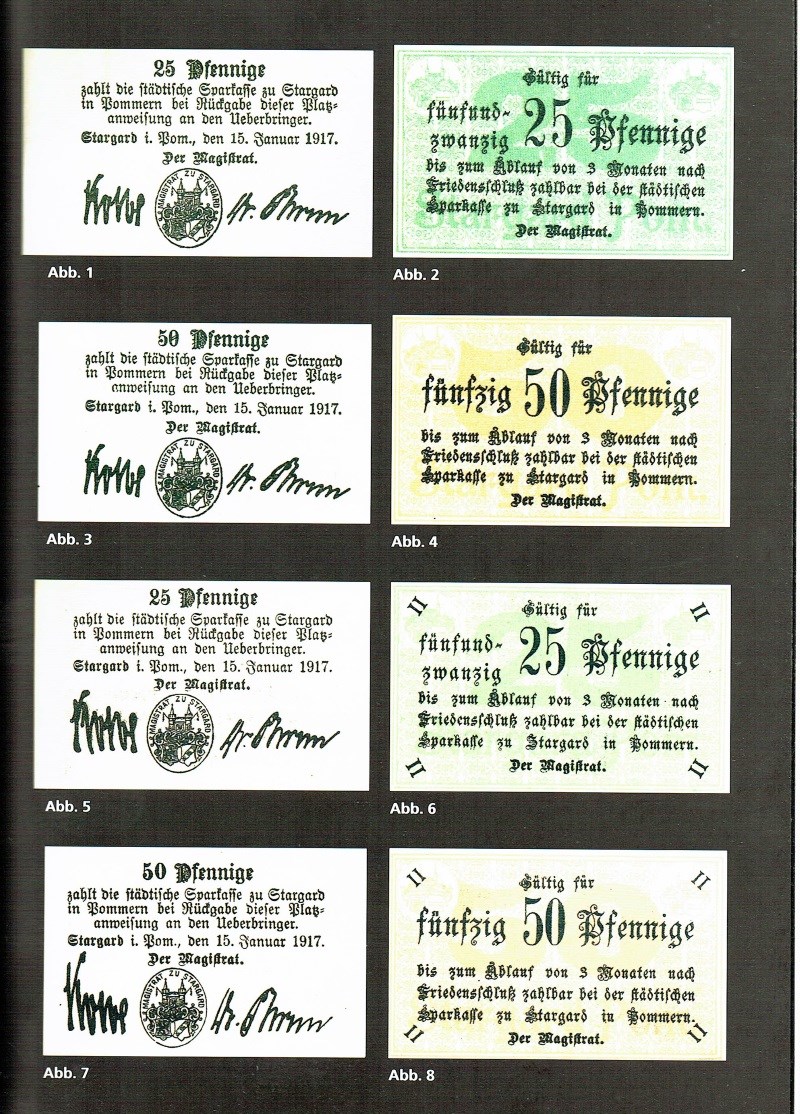 25 Pfennige
zahlt die städtische Sparkasse zu Stargard
in Pommern bei Rückgabe dieser Platz-
anweisung an den Ueberbringer.
Stargard i. Pom., den 15. Januar 1917.
Der Magistrat.
MAGISTRAT ZU STARGARD
Abb. 1
Gültig für
fünfund-
zwanzig 25 Pfennige
bis zum Ablauf von 3 Monaten nach
Friedensschluß zahlbar bei der städtischen
Sparkasse zu Stargard in Pommern.
Der Magistrat.
Abb. 2
50 Pfennige
zahlt die städtische Sparkasse zu Stargard
in Pommern bei Rückgabe dieser Platz-
anweisung an den Ueberbringer.
Stargard i. Pom., den 15. Januar 1917.
Der Magistrat.
MAGISTRAT ZU STARGARD
Abb. 3
Gültig für
fünfzig 50 Pfennige
bis zum Ablauf von 3 Monaten nach
Friedensschluß zahlbar bei der städtischen
Sparkasse zu Stargard in Pommern.
Der Magistrat.
Abb. 4
25 Pfennige
zahlt die städtische Sparkasse zu Stargard
in Pommern bei Rückgabe dieser Platz-
anweisung an den Ueberbringer.
Stargard i. Pom., den 15. Januar 1917.
Der Magistrat.
MAGISTRAT ZU STARGARD
Abb. 5
II II
Gültig für
fünfund-
zwanzig 25 Pfennige
bis zum Ablauf von 3 Monaten nach
Friedensschluß zahlbar bei der städtischen
Sparkasse zu Stargard in Pommern.
Der Magistrat.
II II
Abb. 6
50 Pfennige
zahlt die städtische Sparkasse zu Stargard
in Pommern bei Rückgabe dieser Platz-
anweisung an den Ueberbringer.
Stargard i. Pom., den 15. Januar 1917.
Der Magistrat.
MAGISTRAT ZU STARGARD
Abb. 7
II II
Gültig für
fünfzig 50 Pfennige
bis zum Ablauf von 3 Monaten nach
Friedensschluß zahlbar bei der städtischen
Sparkasse zu Stargard in Pommern.
Der Magistrat.
II II
Abb. 8